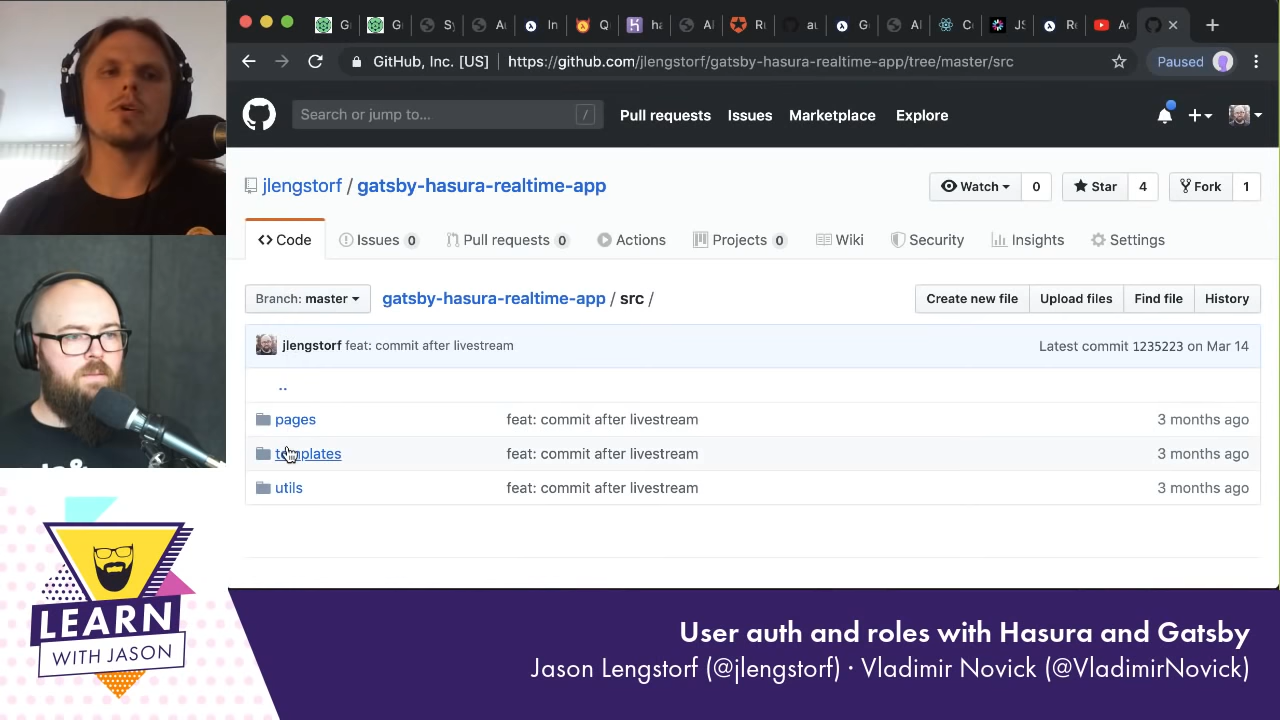 Paused
GitHub, Inc. [US]
https://github.com/jlengstorf/gatsby-hasura-realtime-app/tree/master/src
Search or jump to...
/
Pull requests
Issues
Marketplace
Explore
jlengstorf / gatsby-hasura-realtime-app
Watch 0
Star 4
Fork 1
Code
Issues 0
Pull requests 0
Actions
Projects 0
Wiki
Security
Insights
Settings
Branch: master
gatsby-hasura-realtime-app / src /
Create new file
Upload files
Find file
History
jlengstorf feat: commit after livestream
Latest commit 1235223 on Mar 14
..
pages feat: commit after livestream 3 months ago
templates feat: commit after livestream 3 months ago
utils feat: commit after livestream 3 months ago
LEARN
WITH JASON
User auth and roles with Hasura and Gatsby
Jason Lengstorf (@jlengstorf) · Vladimir Novick (@VladimirNovick)